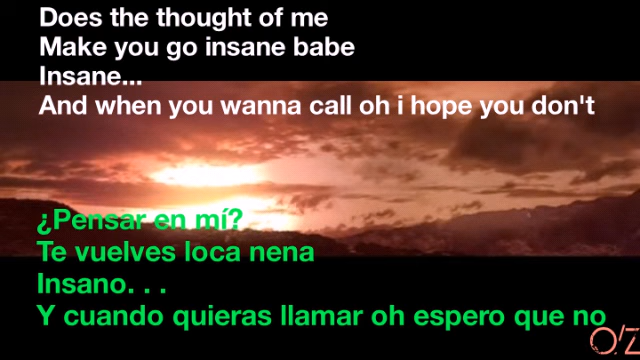 Does the thought of me
Make you go insane babe
Insane...
And when you wanna call oh i hope you don't
¿Pensar en mí?
Te vuelves loca nena
Insano. . .
Y cuando quieras llamar oh espero que no
O/Z